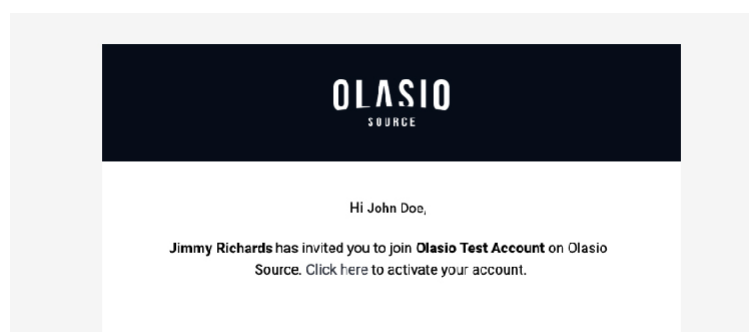 OLASIO
SOURCE
Hi John Doe,
Jimmy Richards has invited you to join Olasio Test Account on Olasio
Source. Click here to activate your account.